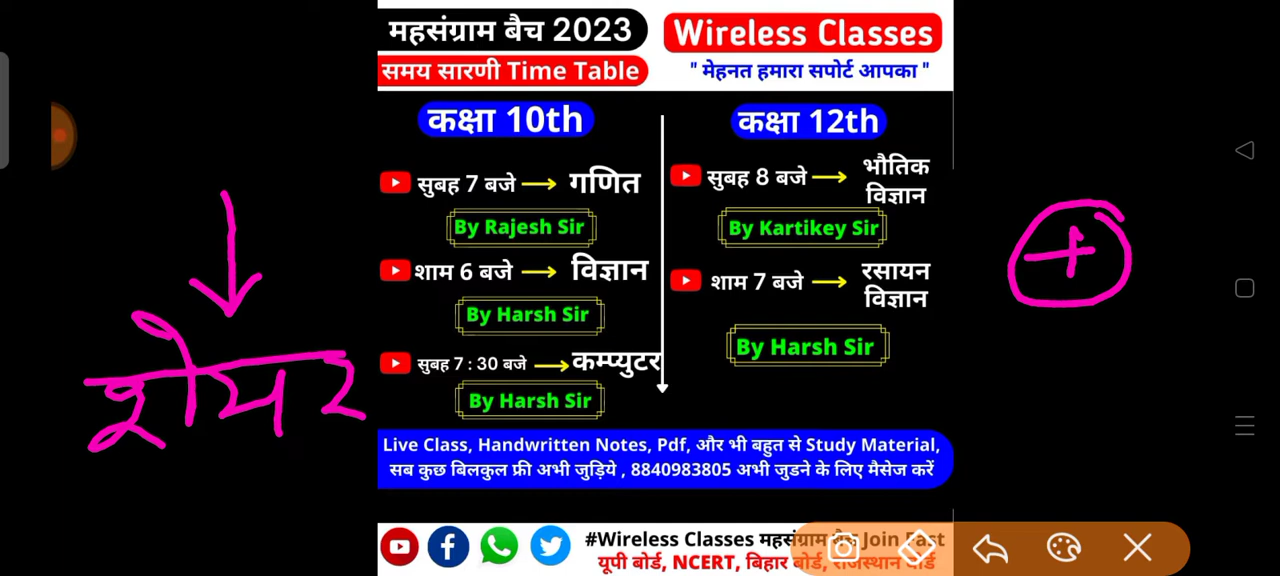 महसंग्राम बैच 2023
Wireless Classes
समय सारणी Time Table
" मेहनत हमारा सपोर्ट आपका "
कक्षा 10th
सुबह 7 बजे → गणित
By Rajesh Sir
शाम 6 बजे → विज्ञान
By Harsh Sir
सुबह 7 : 30 बजे → कम्प्युटर
By Harsh Sir
कक्षा 12th
सुबह 8 बजे → भौतिक
विज्ञान
By Kartikey Sir
शाम 7 बजे → रसायन
विज्ञान
By Harsh Sir
शेयर
+
Live Class, Handwritten Notes, Pdf, और भी बहुत से Study Material,
सब कुछ बिलकुल फ्री अभी जुड़िये , 8840983805 अभी जुडने के लिए मैसेज करें
#Wireless Classes महसंग्राम बैच Join Fast
यूपी बोर्ड, NCERT, बिहार बोर्ड, राजस्थान बोर्ड